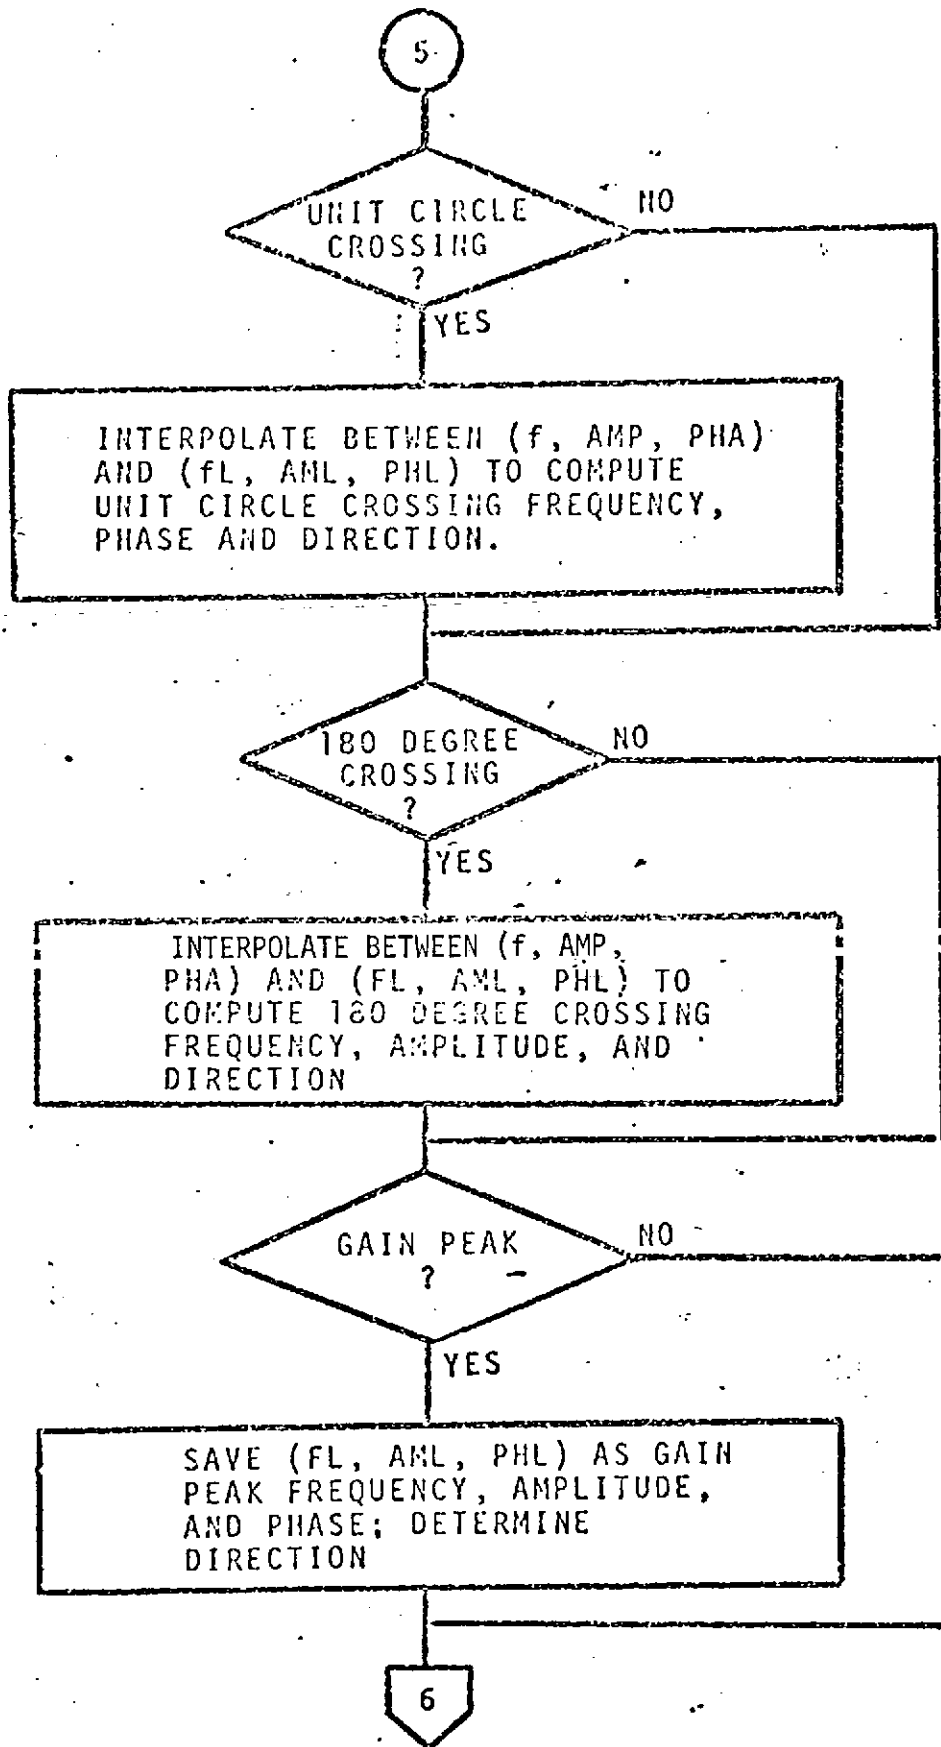 5
UNIT CIRCLE
CROSSING
?
NO
YES
INTERPOLATE BETWEEN (f, AMP, PHA)
AND (fL, AML, PHL) TO COMPUTE
UNIT CIRCLE CROSSING FREQUENCY,
PHASE AND DIRECTION.
180 DEGREE
CROSSING
?
NO
YES
INTERPOLATE BETWEEN (f, AMP,
PHA) AND (FL, AML, PHL) TO
COMPUTE 180 DEGREE CROSSING
FREQUENCY, AMPLITUDE, AND
DIRECTION
GAIN PEAK
?
NO
YES
SAVE (FL, AML, PHL) AS GAIN
PEAK FREQUENCY, AMPLITUDE,
AND PHASE; DETERMINE
DIRECTION
6